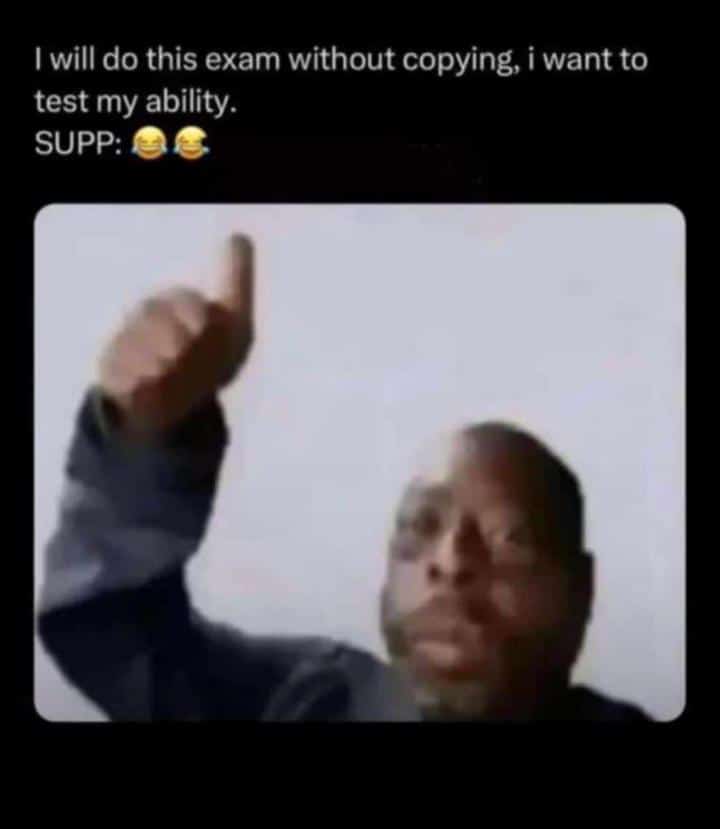 I will do this exam without copying, i want to
test my ability.
SUPP: 😂😂